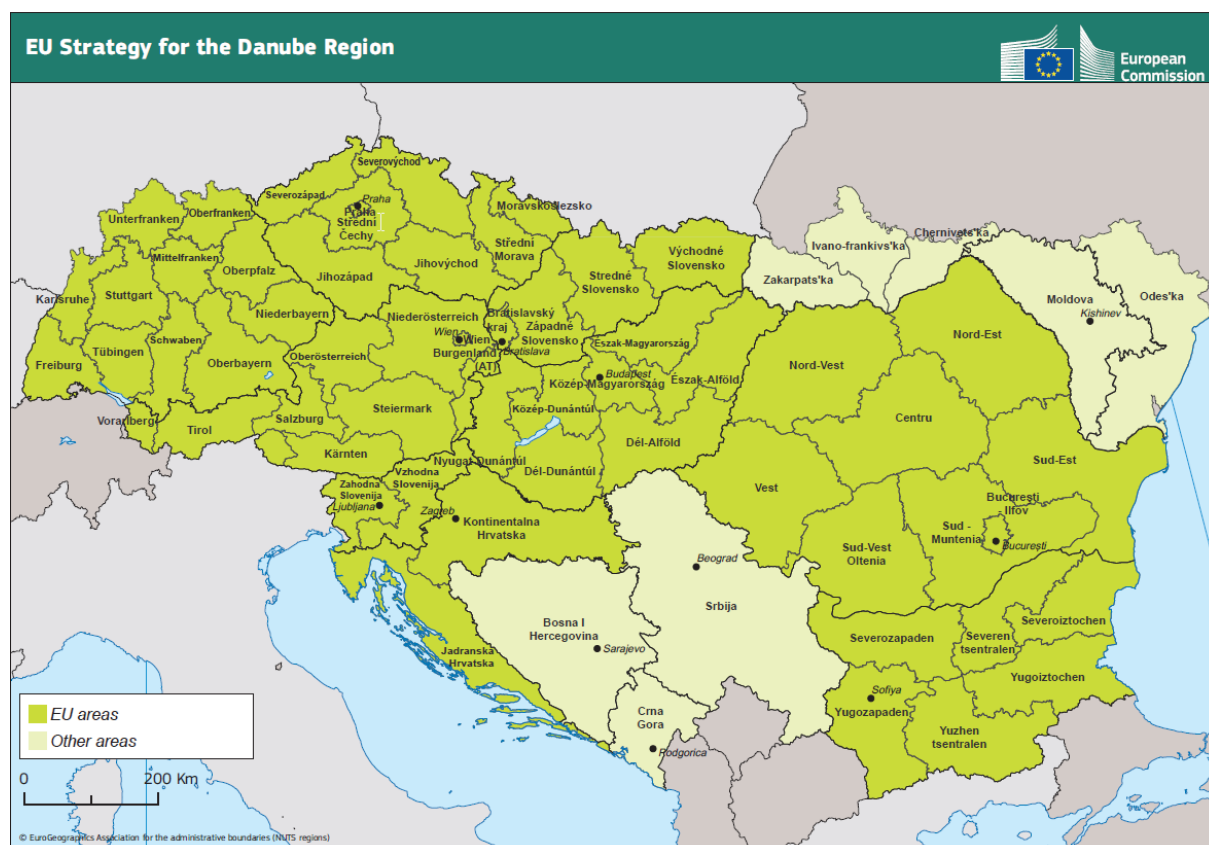 EU Strategy for the Danube Region
European
Commission
Severovýchod
Severozápad
Praha
Praha
Střední
Čechy
Moravskoslezsko
Unterfranken
Oberfranken
Mittelfranken
Oberpfalz
Jihozápad
Jihovýchod
Střední
Morava
Stredné
Slovensko
Východné
Slovensko
Zakarpats'ka
Ivano-frankivs'ka
Chernivets'ka
Moldova
Kishinev
Odes'ka
Karlsruhe
Stuttgart
Niederbayern
Niederösterreich
Wien
Wien
Bratislavský
kraj
Bratislava
Západné
Slovensko
Burgenland
(AT)
Freiburg
Tübingen
Schwaben
Oberbayern
Oberösterreich
Észak-Magyarország
Budapest
Közép-Magyarország
Észak-Alföld
Nord-Vest
Nord-Est
Vorarlberg
Tirol
Salzburg
Steiermark
Közép-Dunántúl
Centru
Kärnten
Nyugat-Dunántúl
Dél-Dunántúl
Dél-Alföld
Sud-Est
Zahodna
Slovenija
Ljubljana
Vzhodna
Slovenija
Zagreb
Kontinentalna
Hrvatska
Vest
Bucureşti
- Ilfov
Sud -
Muntenia
Bucureşti
Sud-Vest
Oltenia
Beograd
Srbija
Bosna I
Hercegovina
Sarajevo
Jadranska
Hrvatska
Severozapaden
Severen
tsentralen
Severoiztochen
Yugoiztochen
Sofiya
Yugozapaden
Yuzhen
tsentralen
Crna
Gora
Podgorica
EU areas
Other areas
0 200 Km
© EuroGeographics Association for the administrative boundaries (NUTS regions)